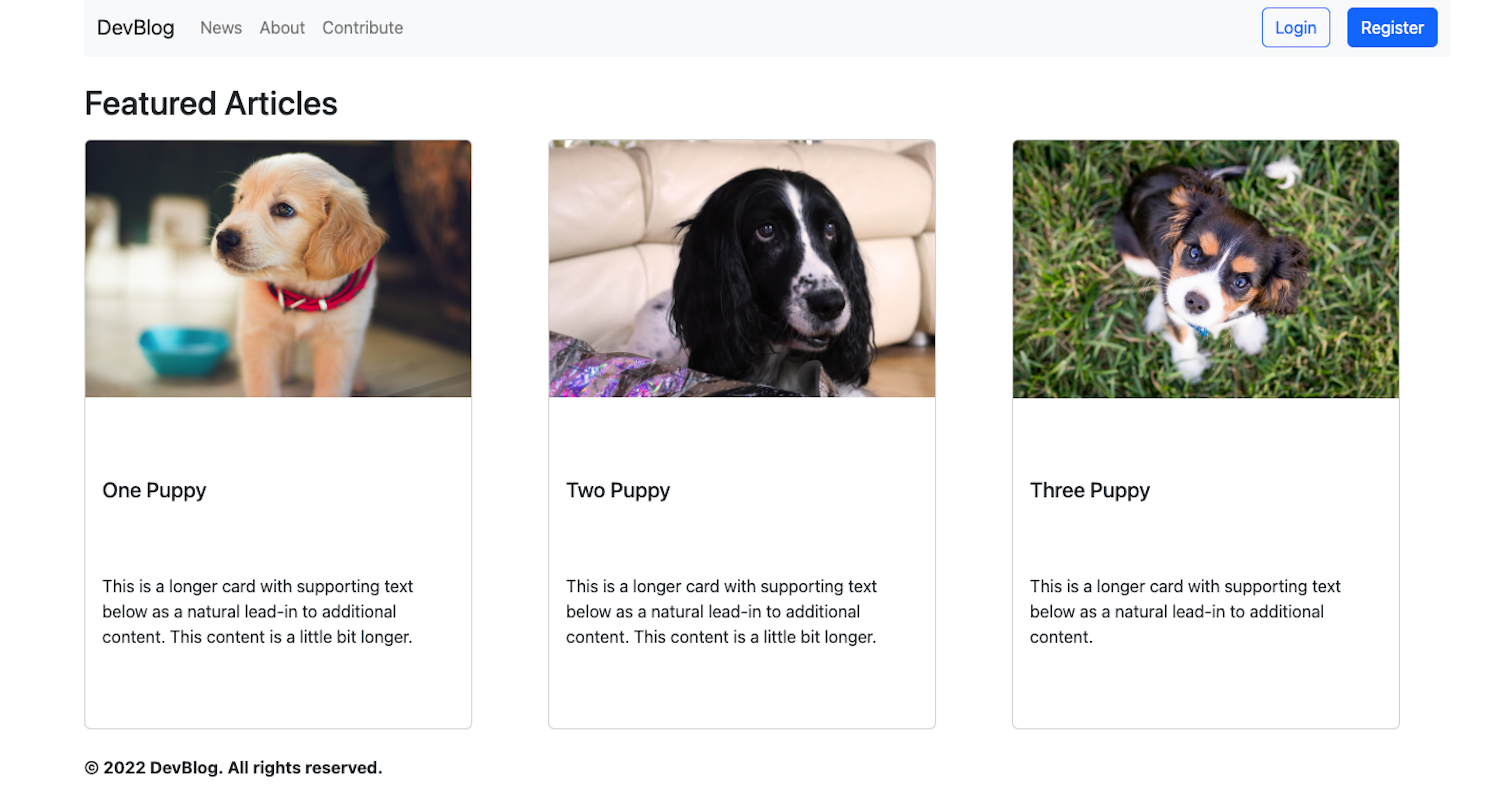 DevBlog News About Contribute Login Register
Featured Articles
One Puppy
This is a longer card with supporting text
below as a natural lead-in to additional
content. This content is a little bit longer.
Two Puppy
This is a longer card with supporting text
below as a natural lead-in to additional
content. This content is a little bit longer.
Three Puppy
This is a longer card with supporting text
below as a natural lead-in to additional
content.
© 2022 DevBlog. All rights reserved.